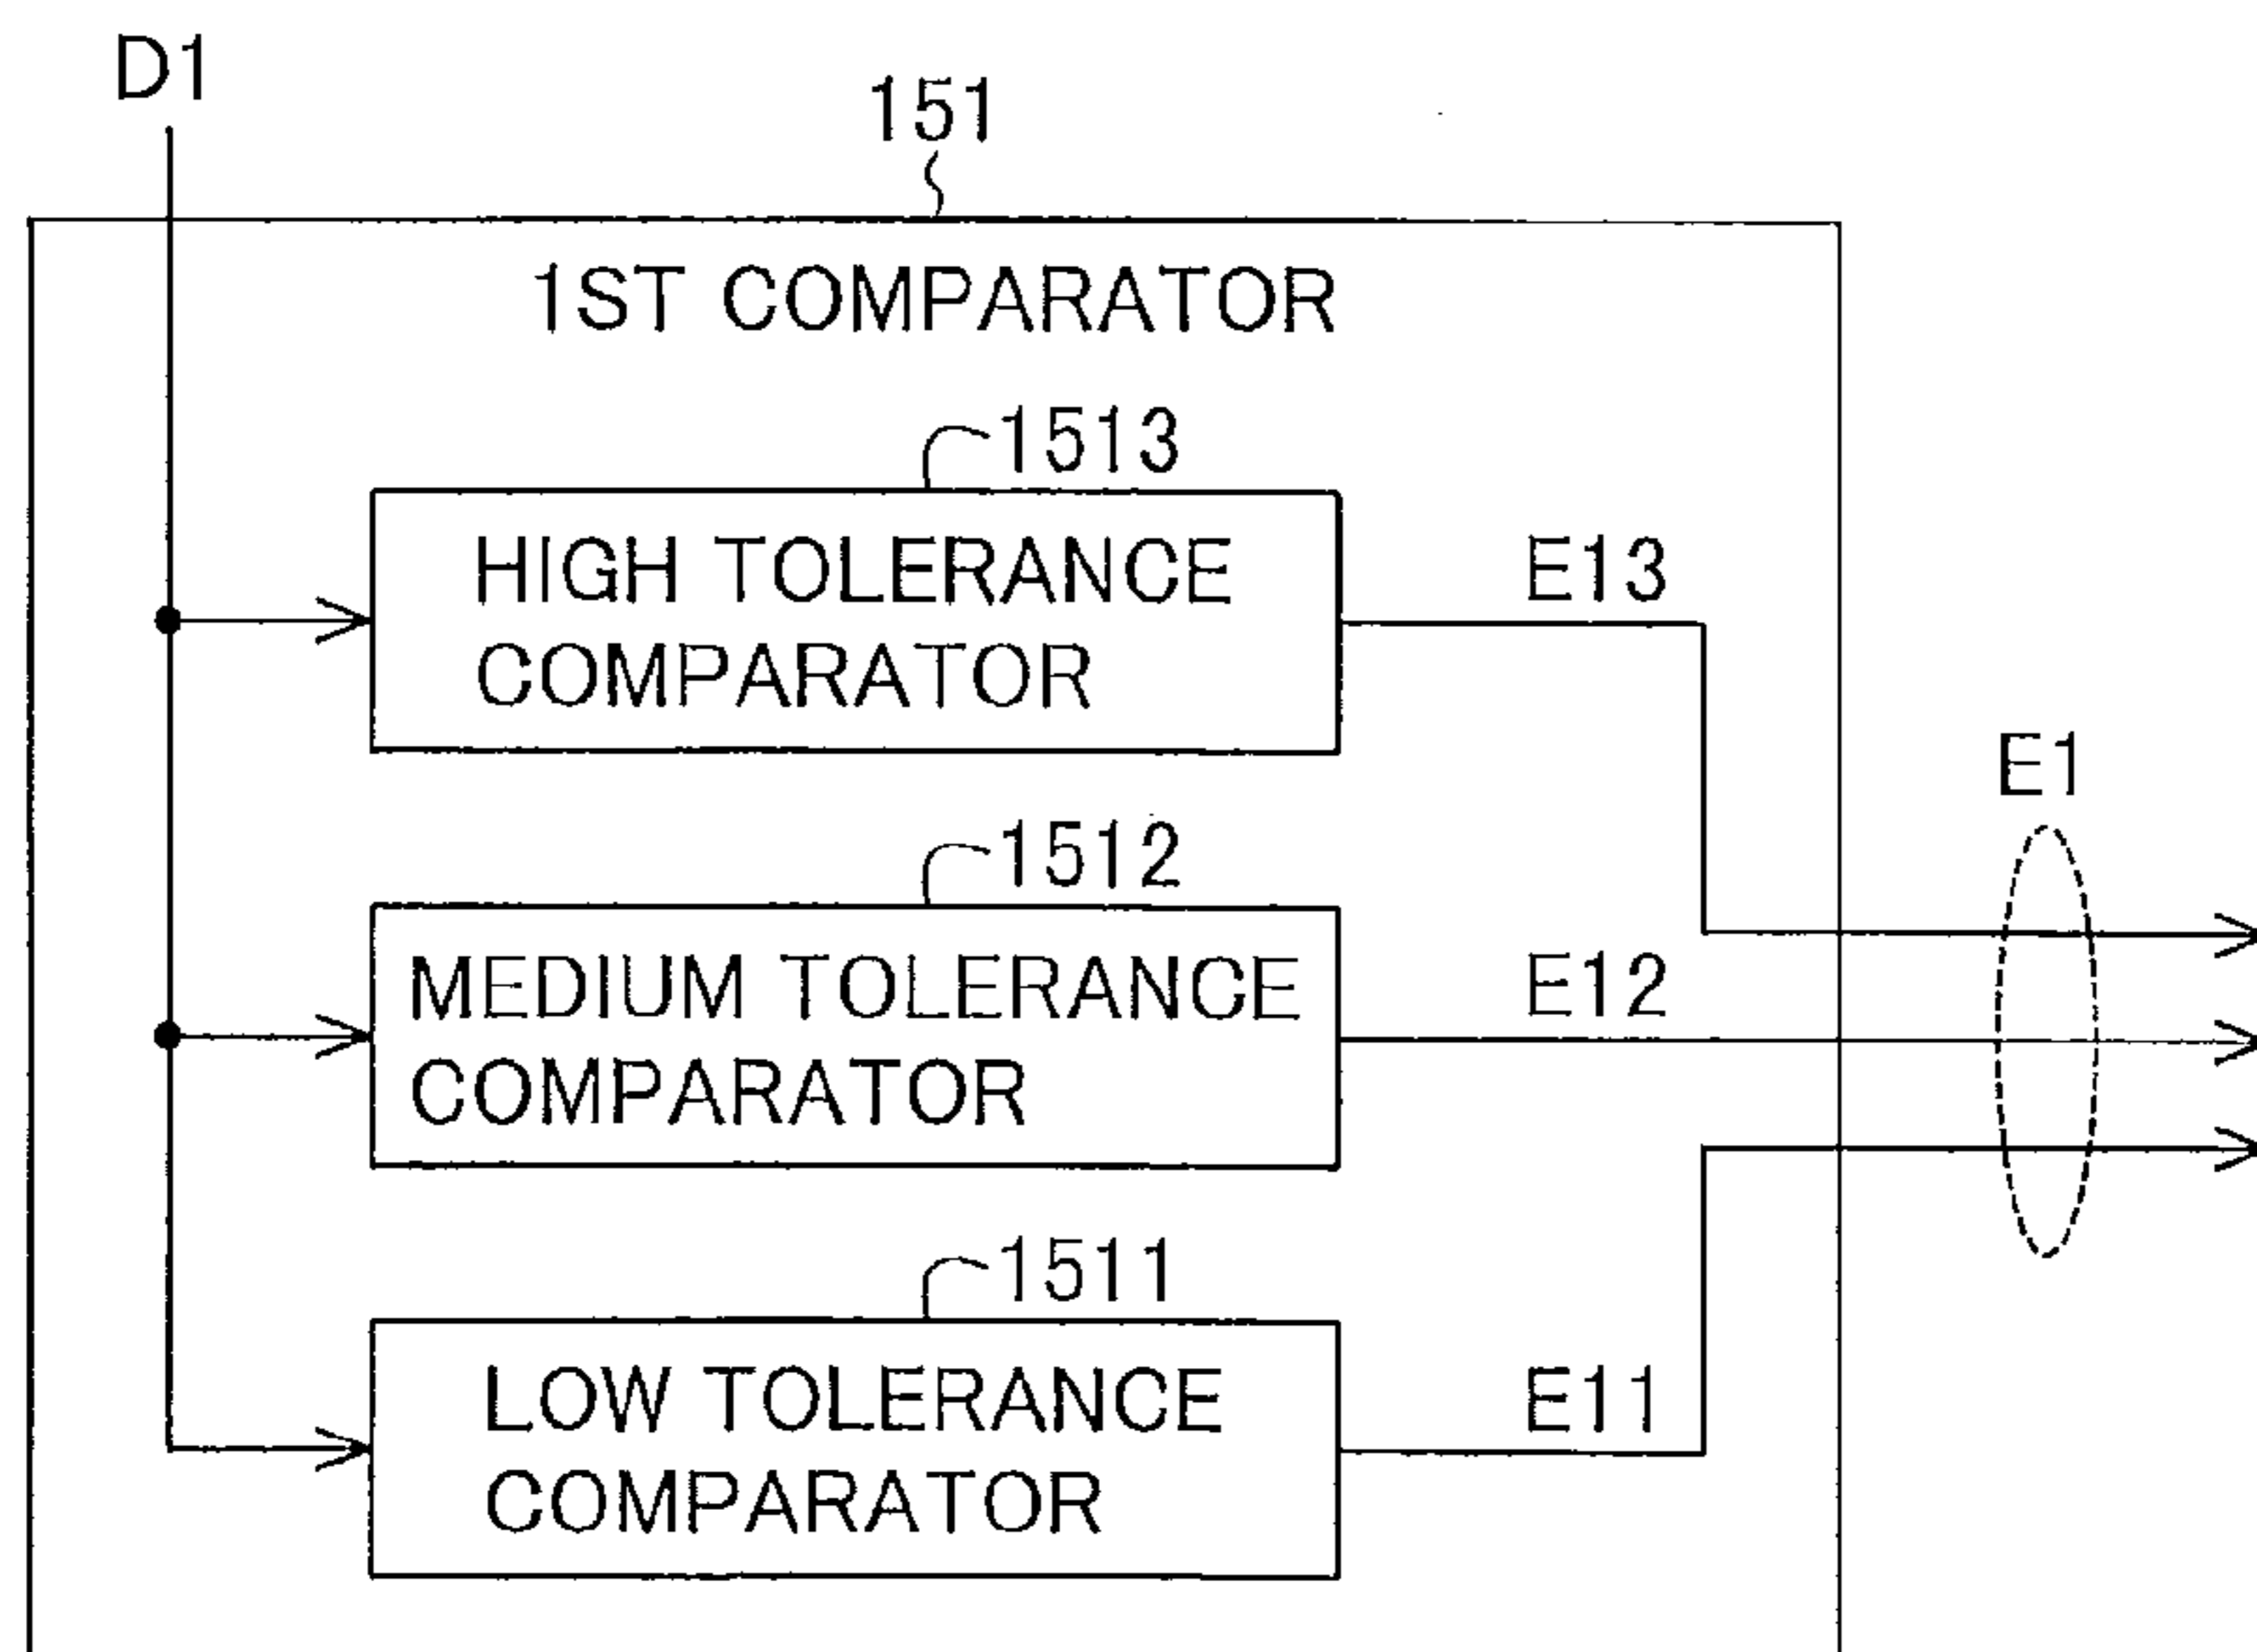 D1
151
1ST COMPARATOR
1513
HIGH TOLERANCE
COMPARATOR
E13
E1
1512
MEDIUM TOLERANCE
COMPARATOR
E12
1511
LOW TOLERANCE
COMPARATOR
E11